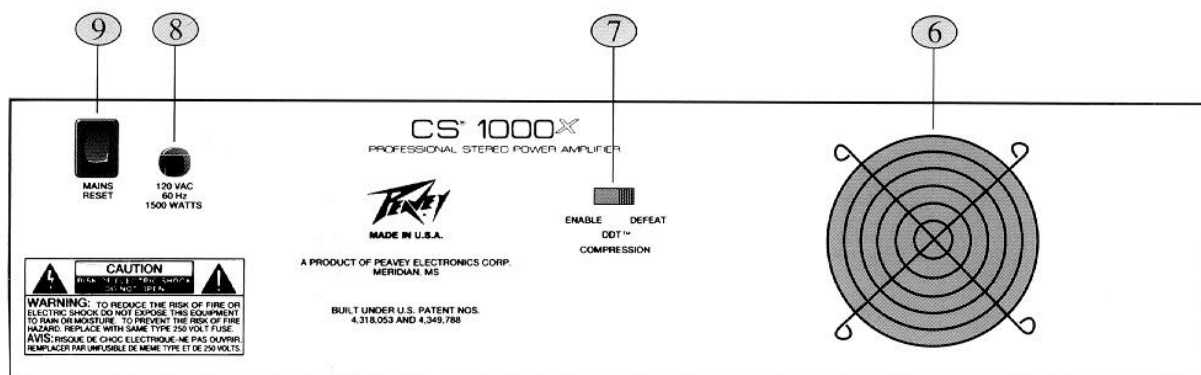 9
8
7
6
CS™ 1000X
PROFESSIONAL STEREO POWER AMPLIFIER
MAINS
RESET
120 VAC
60 Hz
1500 WATTS
PEAVEY
MADE IN U.S.A.
ENABLE DEFEAT
DDT™
COMPRESSION
A PRODUCT OF PEAVEY ELECTRONICS CORP.
MERIDIAN, MS
CAUTION
RISK OF ELECTRIC SHOCK
DO NOT OPEN
WARNING: TO REDUCE THE RISK OF FIRE OR
ELECTRIC SHOCK DO NOT EXPOSE THIS EQUIPMENT
TO RAIN OR MOISTURE. TO PREVENT THE RISK OF FIRE
HAZARD, REPLACE WITH SAME TYPE 250 VOLT FUSE.
AVIS: RISQUE DE CHOC ELECTRIQUE-NE PAS OUVRIR.
REMPLACER PAR UNFUSIBLE DE MEME TYPE ET DE 250 VOLTS.
BUILT UNDER U.S. PATENT NOS.
4,318,053 AND 4,349,788